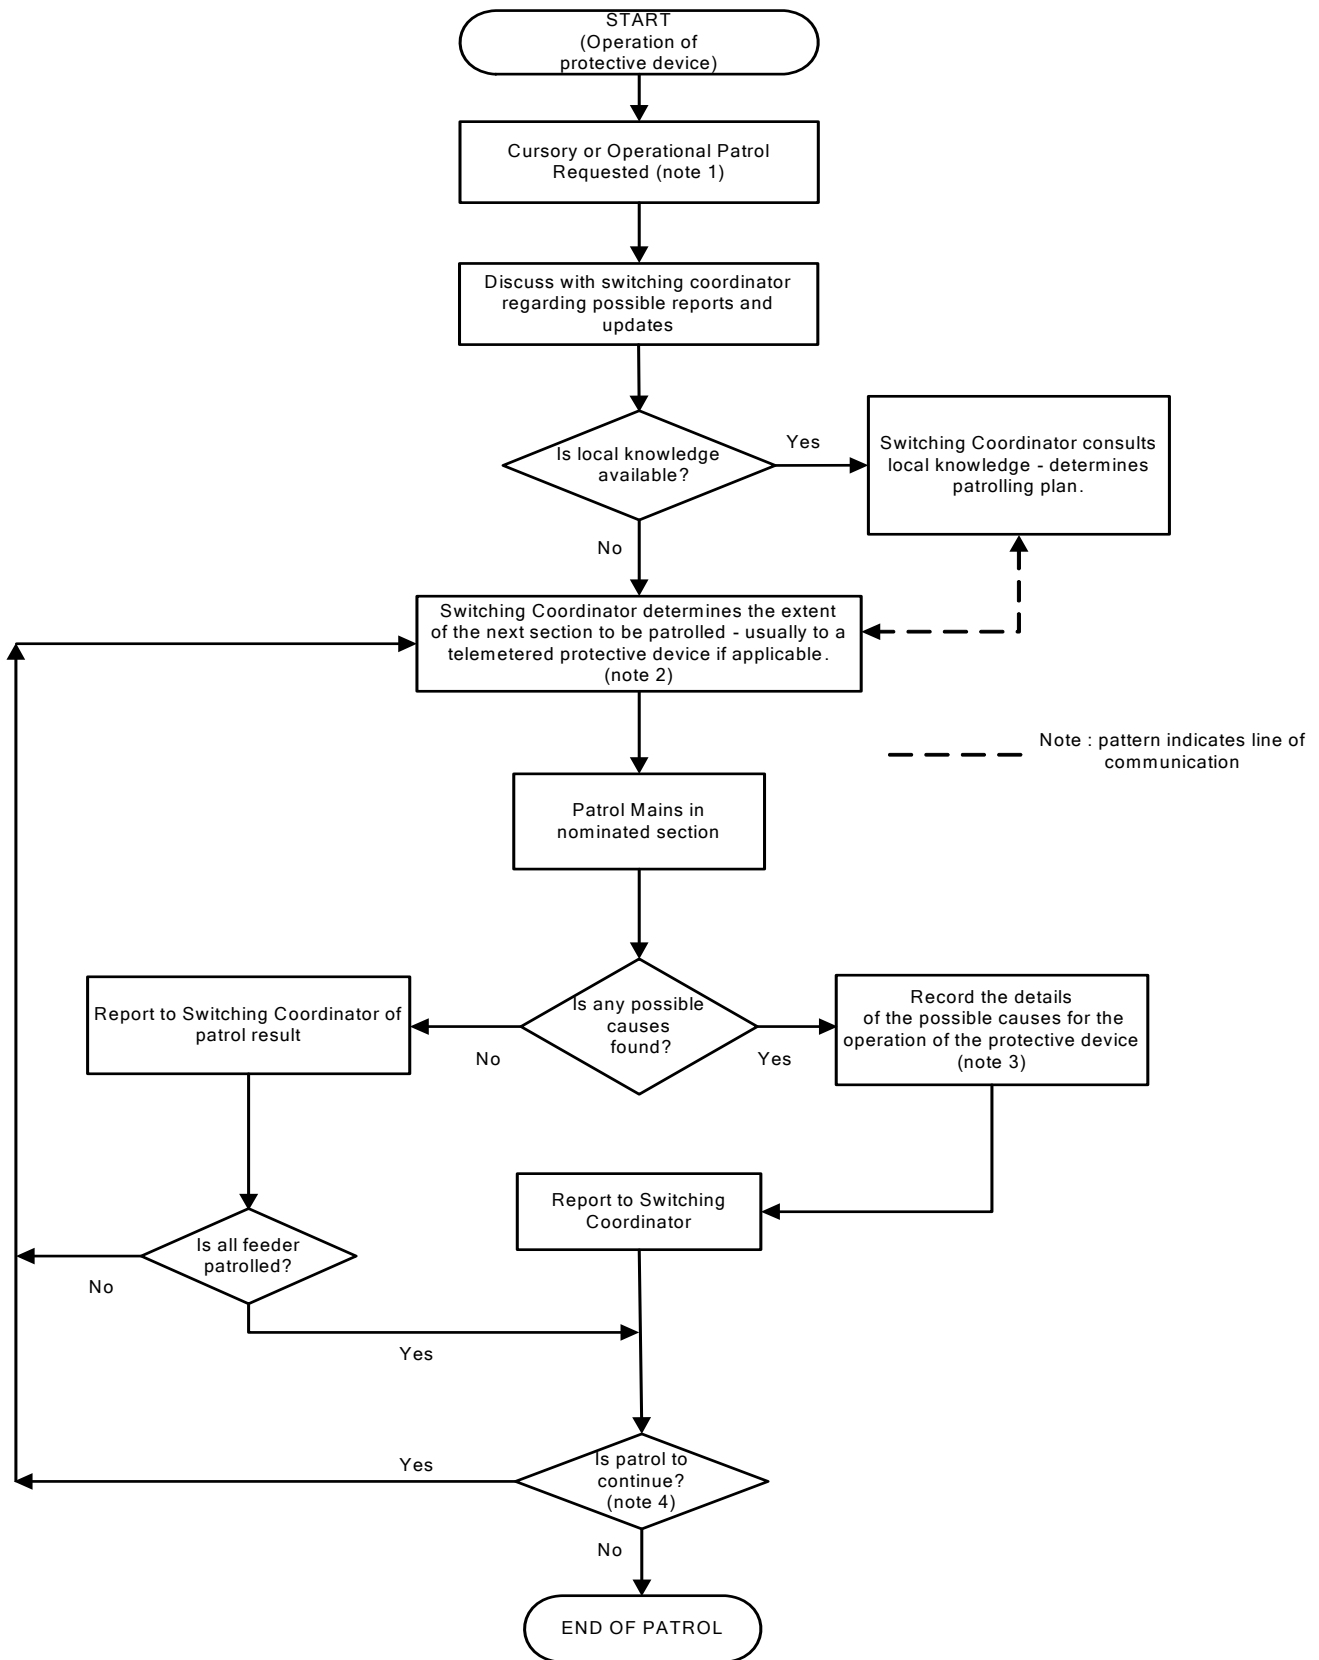 START
(Operation of
protective device)
Cursory or Operational Patrol
Requested (note 1)
Discuss with switching coordinator
regarding possible reports and
updates
Is local knowledge
available?
Yes
Switching Coordinator consults
local knowledge - determines
patrolling plan.
No
Switching Coordinator determines the extent
of the next section to be patrolled - usually to a
telemetered protective device if applicable.
(note 2)
Note : pattern indicates line of
communication
Patrol Mains in
nominated section
Is any possible
causes
found?
No
Yes
Report to Switching Coordinator of
patrol result
Record the details
of the possible causes for the
operation of the protective device
(note 3)
Report to Switching
Coordinator
Is all feeder
patrolled?
No
Yes
Is patrol to
continue?
(note 4)
Yes
No
END OF PATROL